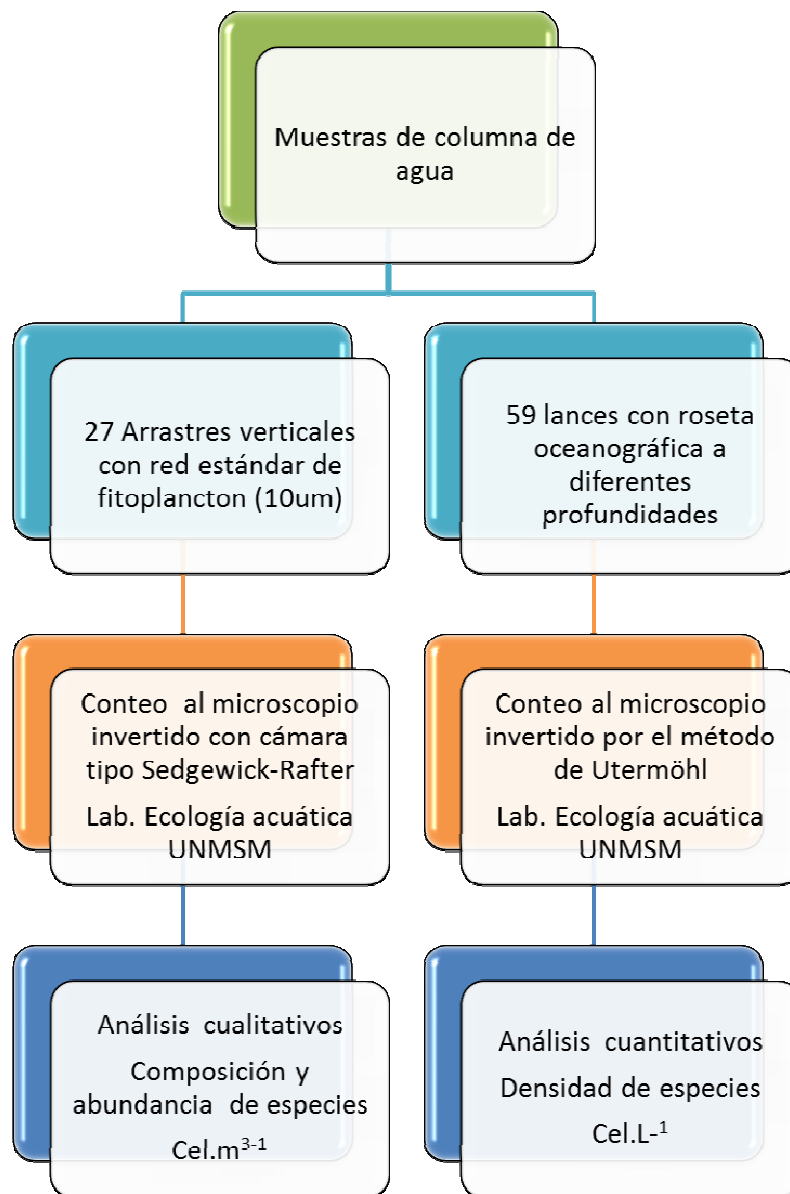 Muestras de columna de
agua
27 Arrastres verticales
con red estándar de
fitoplancton (10um)
59 lances con roseta
oceanográfica a
diferentes
profundidades
Conteo al microscopio
invertido con cámara
tipo Sedgewick-Rafter
Lab. Ecología acuática
UNMSM
Conteo al microscopio
invertido por el método
de Utermöhl
Lab. Ecología acuática
UNMSM
Análisis cualitativos
Composición y
abundancia de especies
Cel.m³⁻¹
Análisis cuantitativos
Densidad de especies
Cel.L-¹